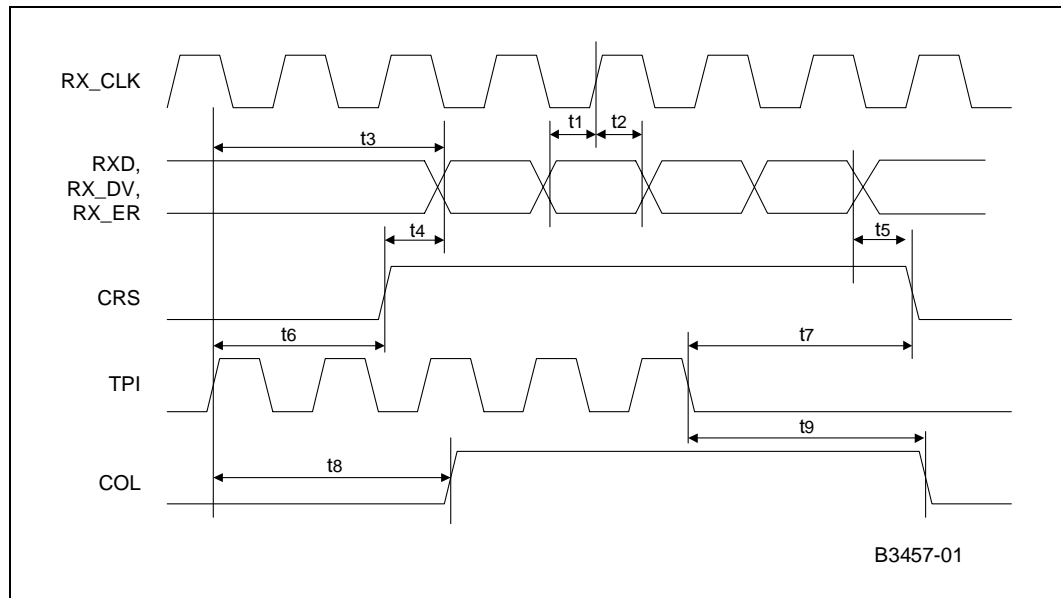 RX_CLK
t1
t2
t3
RXD,
RX_DV,
RX_ER
t4
t5
CRS
t6
t7
TPI
t9
t8
COL
B3457-01